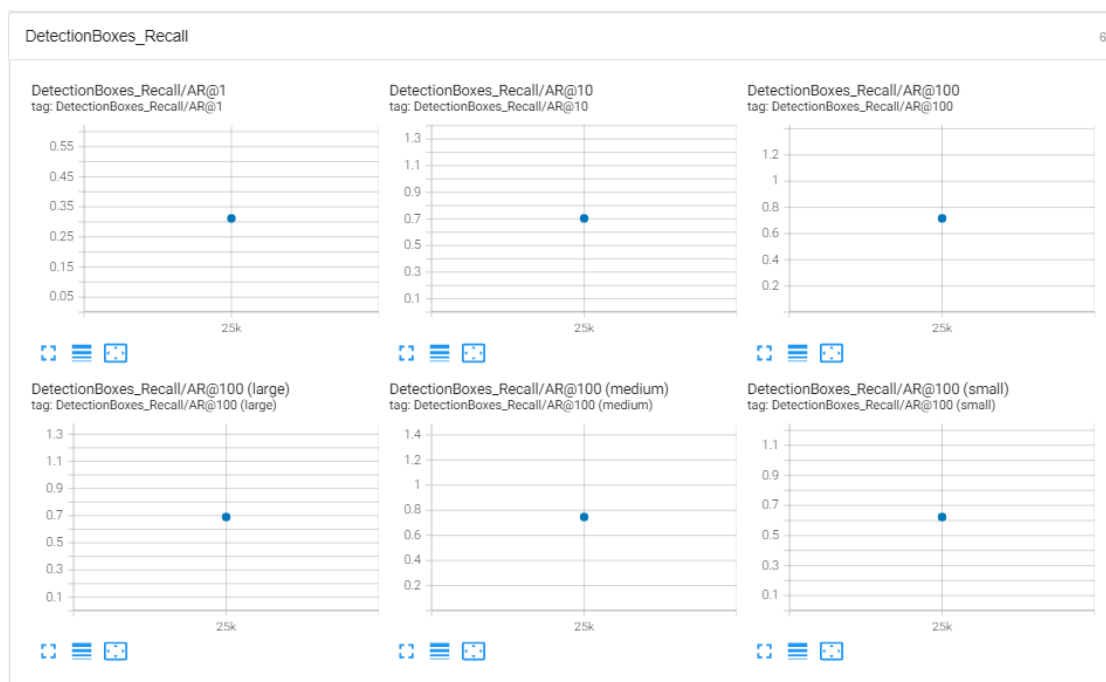 DetectionBoxes_Recall
6
DetectionBoxes_Recall/AR@1
tag: DetectionBoxes_Recall/AR@1
0.55
0.45
0.35
0.25
0.15
0.05
25k
DetectionBoxes_Recall/AR@10
tag: DetectionBoxes_Recall/AR@10
1.3
1.1
0.9
0.7
0.5
0.3
0.1
25k
DetectionBoxes_Recall/AR@100
tag: DetectionBoxes_Recall/AR@100
1.2
1
0.8
0.6
0.4
0.2
25k
DetectionBoxes_Recall/AR@100 (large)
tag: DetectionBoxes_Recall/AR@100 (large)
1.3
1.1
0.9
0.7
0.5
0.3
0.1
25k
DetectionBoxes_Recall/AR@100 (medium)
tag: DetectionBoxes_Recall/AR@100 (medium)
1.4
1.2
1
0.8
0.6
0.4
0.2
25k
DetectionBoxes_Recall/AR@100 (small)
tag: DetectionBoxes_Recall/AR@100 (small)
1.1
0.9
0.7
0.5
0.3
0.1
25k